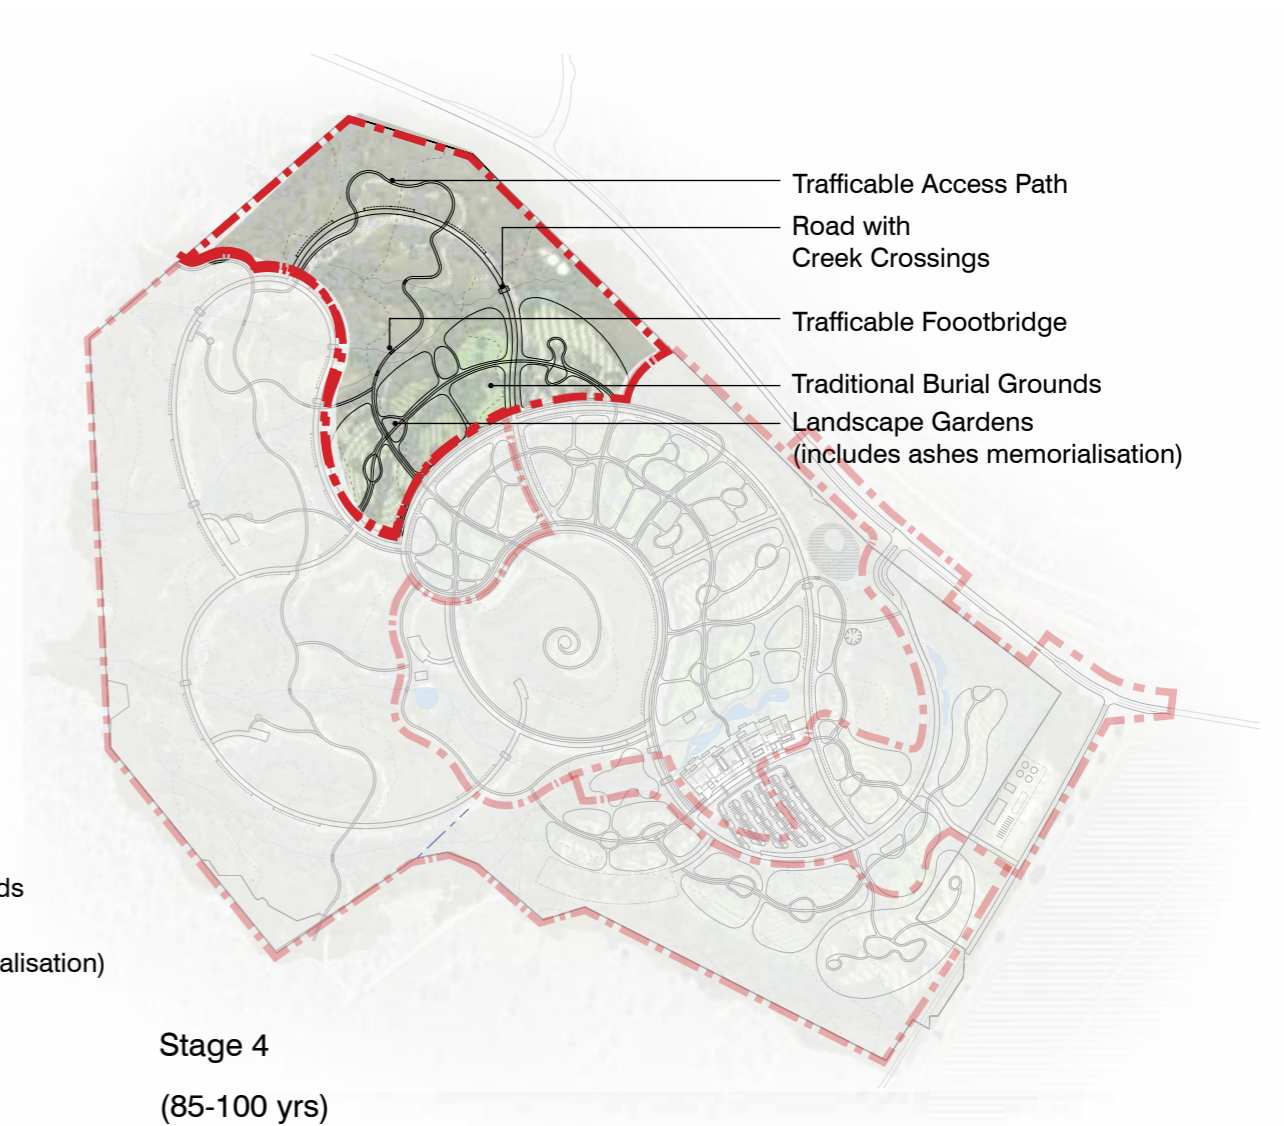 Trafficable Access Path
Road with
Creek Crossings
Trafficable Foootbridge
Traditional Burial Grounds
Landscape Gardens
(includes ashes memorialisation)
ds
alisation)
Stage 4
(85-100 yrs)